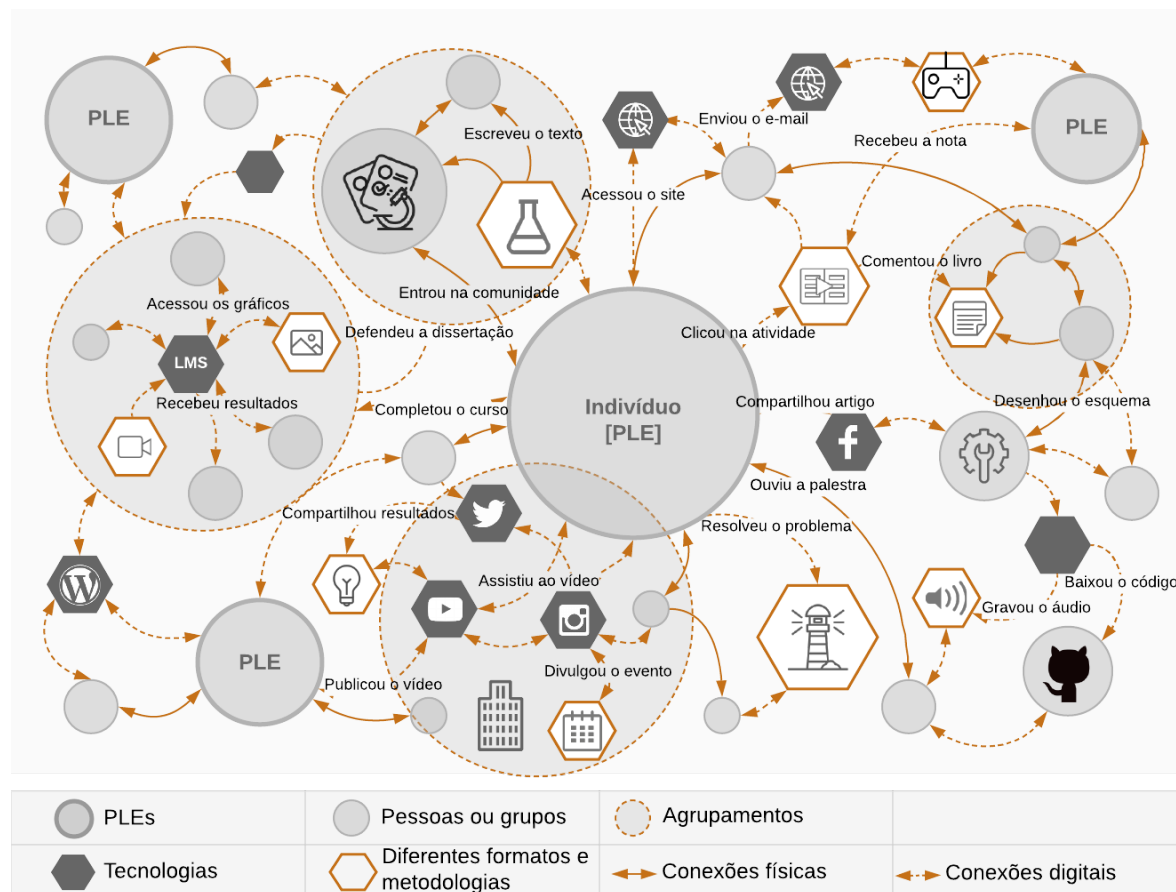 PLE
Escreveu o texto
Enviou o e-mail
PLE
Recebeu a nota
Acessou o site
Comentou o livro
Entrou na comunidade
Acessou os gráficos
Defendeu a dissertação
Clicou na atividade
LMS
Recebeu resultados
Completou o curso
Indivíduo
[PLE]
Compartilhou artigo
Desenhou o esquema
Ouviu a palestra
Compartilhou resultados
Resolveu o problema
Assistiu ao vídeo
Baixou o código
Gravou o áudio
PLE
Divulgou o evento
Publicou o vídeo
PLEs
Pessoas ou grupos
Agrupamentos
Tecnologias
Diferentes formatos e
metodologias
Conexões físicas
Conexões digitais